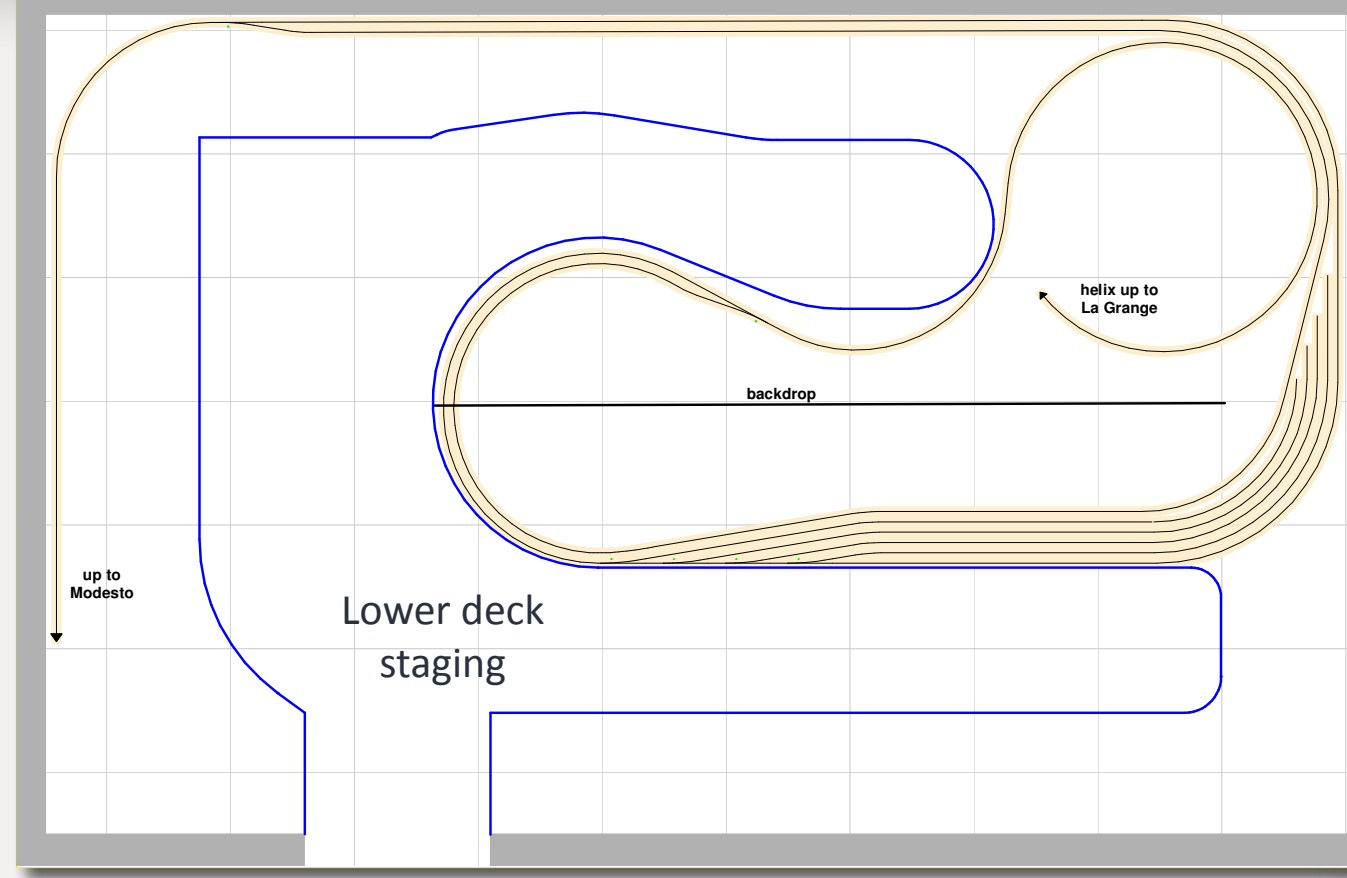 helix up to
La Grange
backdrop
up to
Modesto
Lower deck
staging